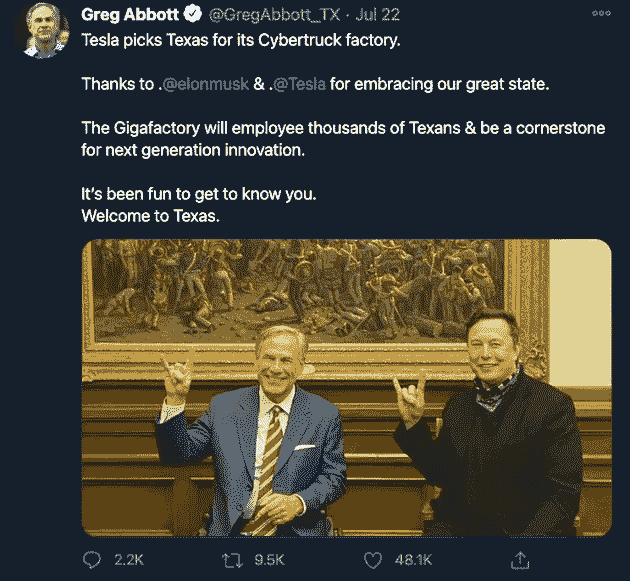 Greg Abbott @GregAbbott_TX · Jul 22
Tesla picks Texas for its Cybertruck factory.
Thanks to .@elonmusk & .@Tesla for embracing our great state.
The Gigafactory will employee thousands of Texans & be a cornerstone
for next generation innovation.
It's been fun to get to know you.
Welcome to Texas.
2.2K 9.5K 48.1K